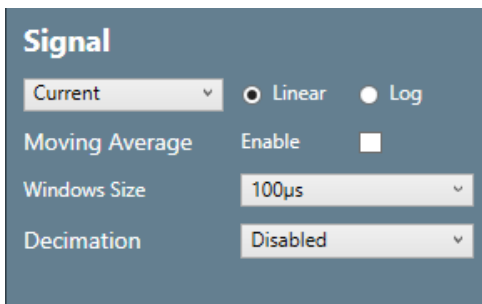 Signal
Current Linear Log
Moving Average Enable
Windows Size 100µs
Decimation Disabled